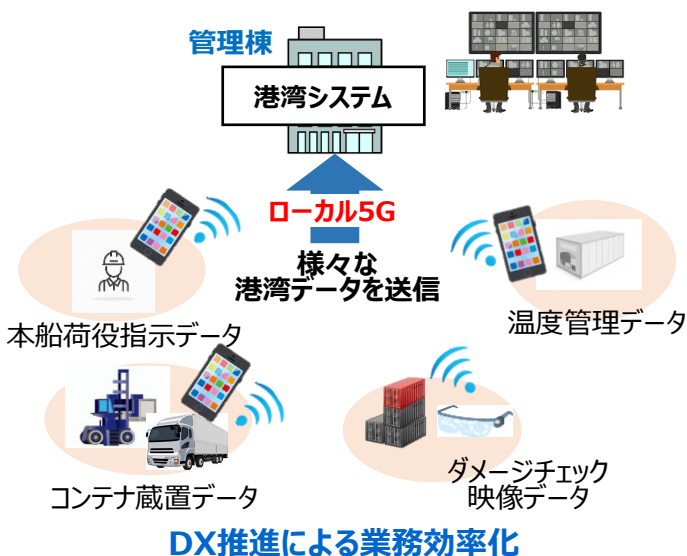 管理棟
港湾システム
ローカル5G
様々な
港湾データを送信
本船荷役指示データ
温度管理データ
コンテナ蔵置データ
ダメージチェック
映像データ
DX推進による業務効率化